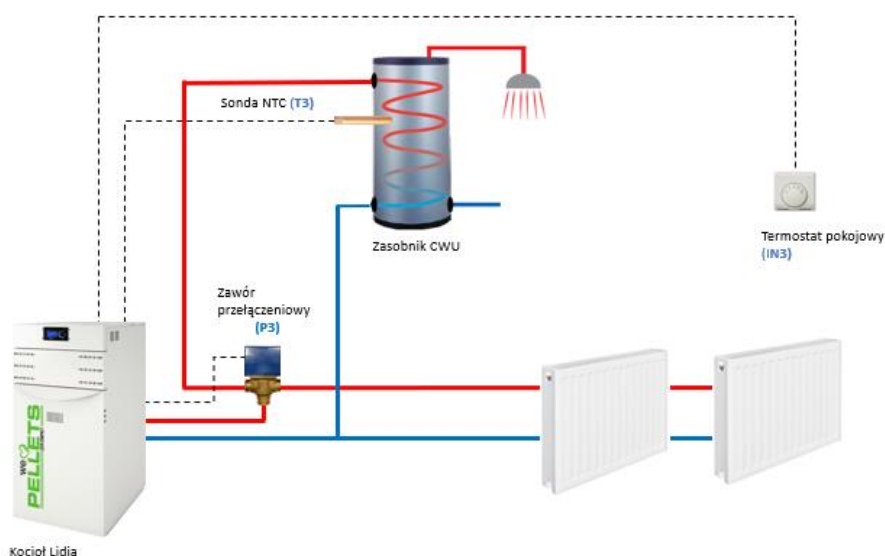 Sonda NTC (T3)
Zasobnik CWU
Termostat pokojowy
(IN3)
Zawór
przełączeniowy
(P3)
we
PELLETS
Kocioł Lidia